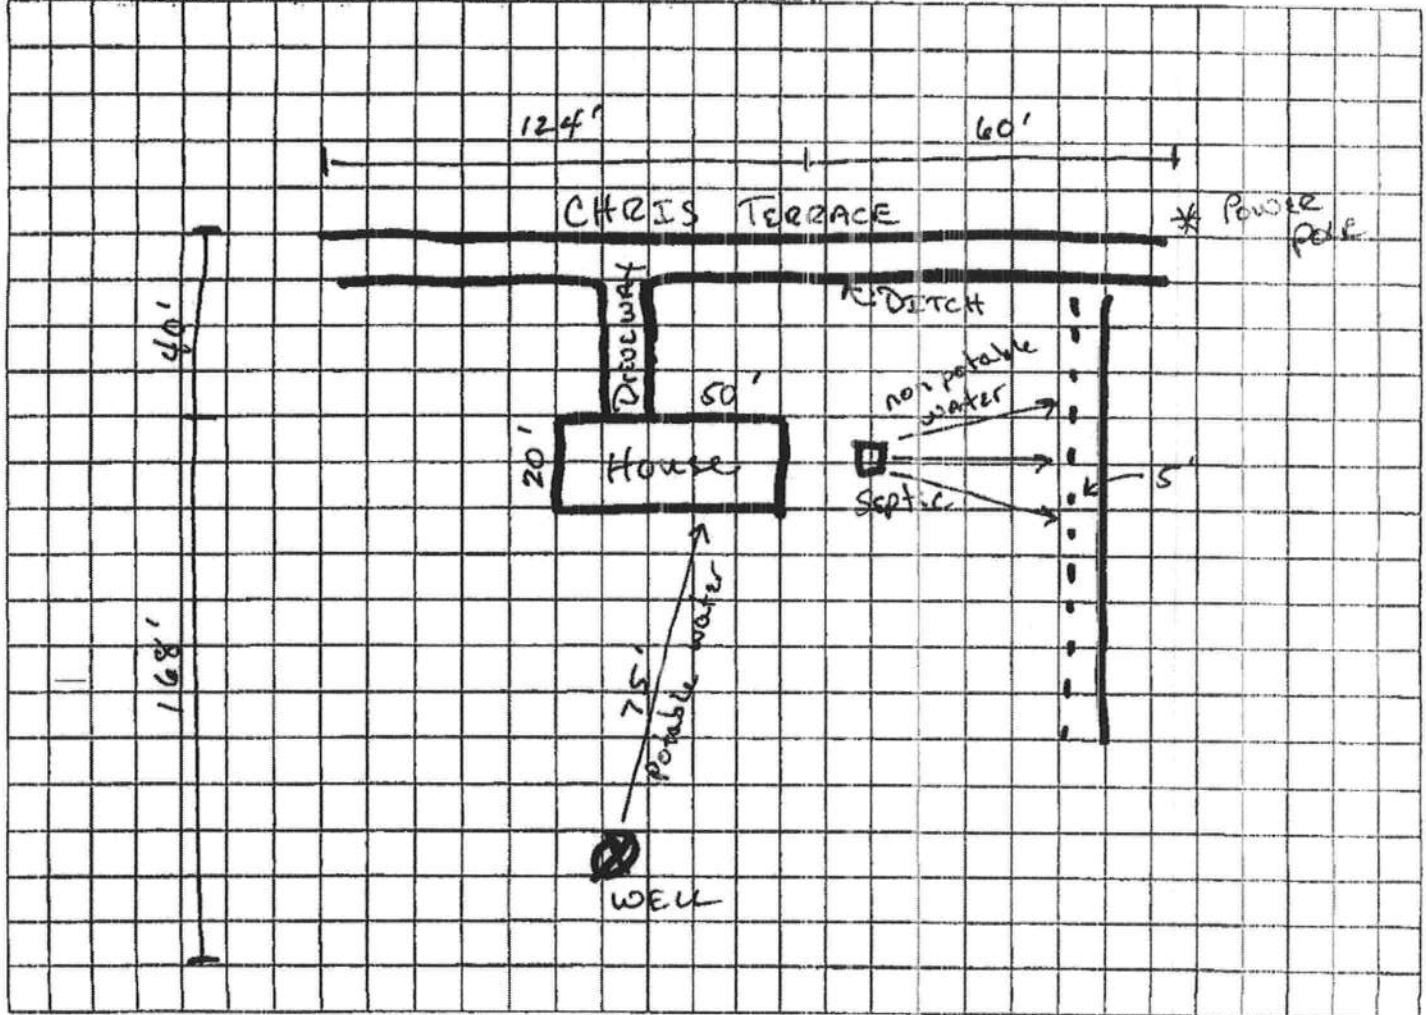 124'
60'
CHRIS TERRACE
POWER
POLE
DITCH
40'
DRIVEWAY
50'
non potable
water
20'
House
5'
Septic
75'
Potable water
168'
WELL